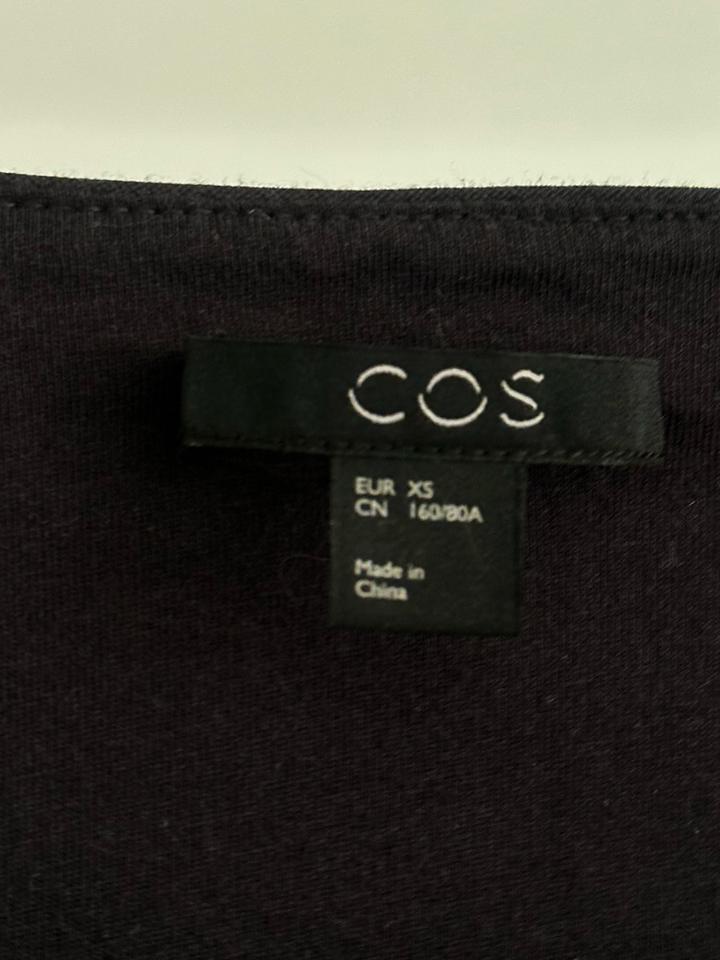 COS
EUR XS
CN 160/80A
Made in
China